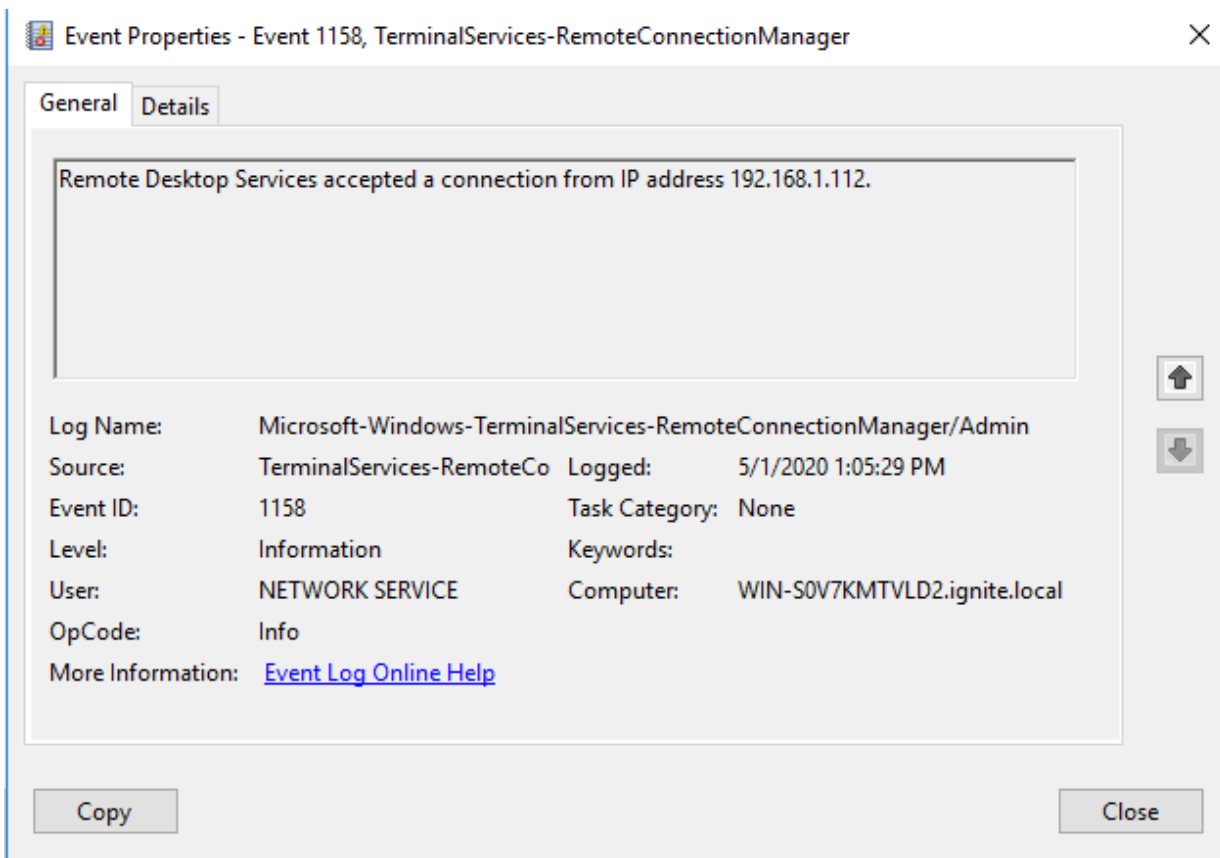 Event Properties - Event 1158, TerminalServices-RemoteConnectionManager
General Details
Remote Desktop Services accepted a connection from IP address 192.168.1.112.
Log Name: Microsoft-Windows-TerminalServices-RemoteConnectionManager/Admin
Source: TerminalServices-RemoteCo Logged: 5/1/2020 1:05:29 PM
Event ID: 1158 Task Category: None
Level: Information Keywords:
User: NETWORK SERVICE Computer: WIN-S0V7KMTVLD2.ignite.local
OpCode: Info
More Information: Event Log Online Help
Copy Close